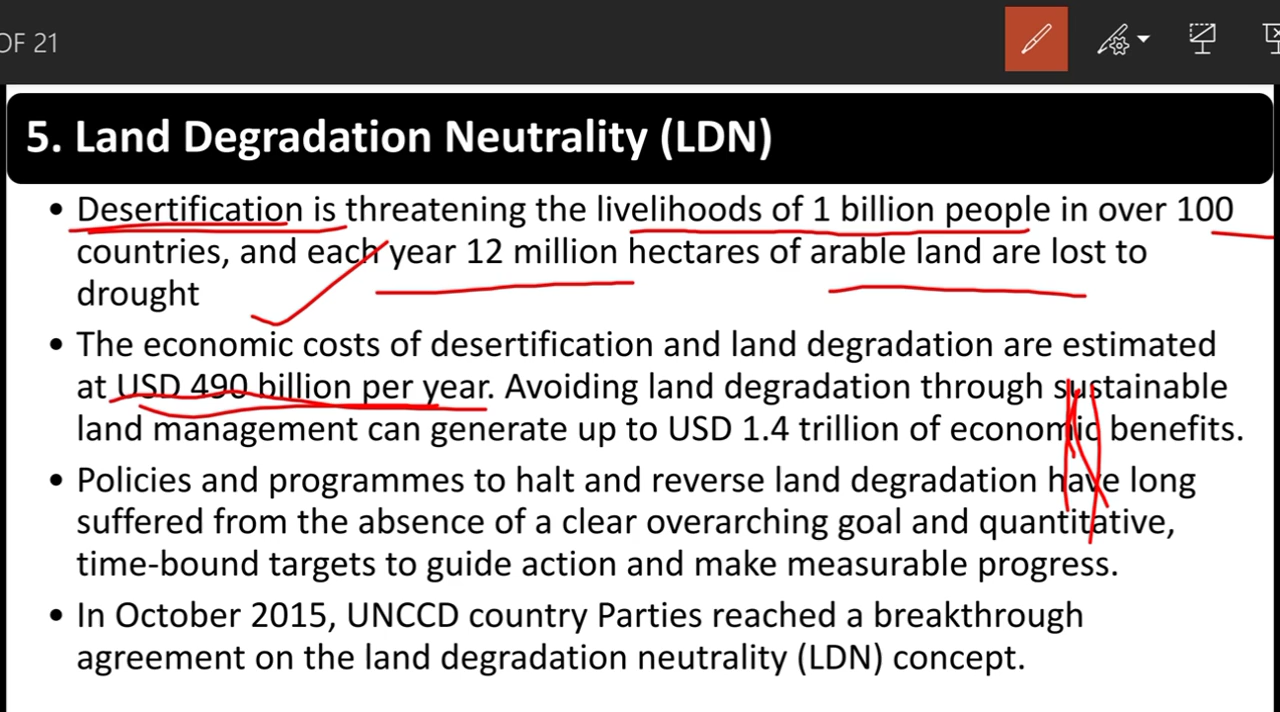 OF 21
5. Land Degradation Neutrality (LDN)
• Desertification is threatening the livelihoods of 1 billion people in over 100
countries, and each year 12 million hectares of arable land are lost to
drought
• The economic costs of desertification and land degradation are estimated
at USD 490 billion per year. Avoiding land degradation through sustainable
land management can generate up to USD 1.4 trillion of economic benefits.
• Policies and programmes to halt and reverse land degradation have long
suffered from the absence of a clear overarching goal and quantitative,
time-bound targets to guide action and make measurable progress.
• In October 2015, UNCCD country Parties reached a breakthrough
agreement on the land degradation neutrality (LDN) concept.